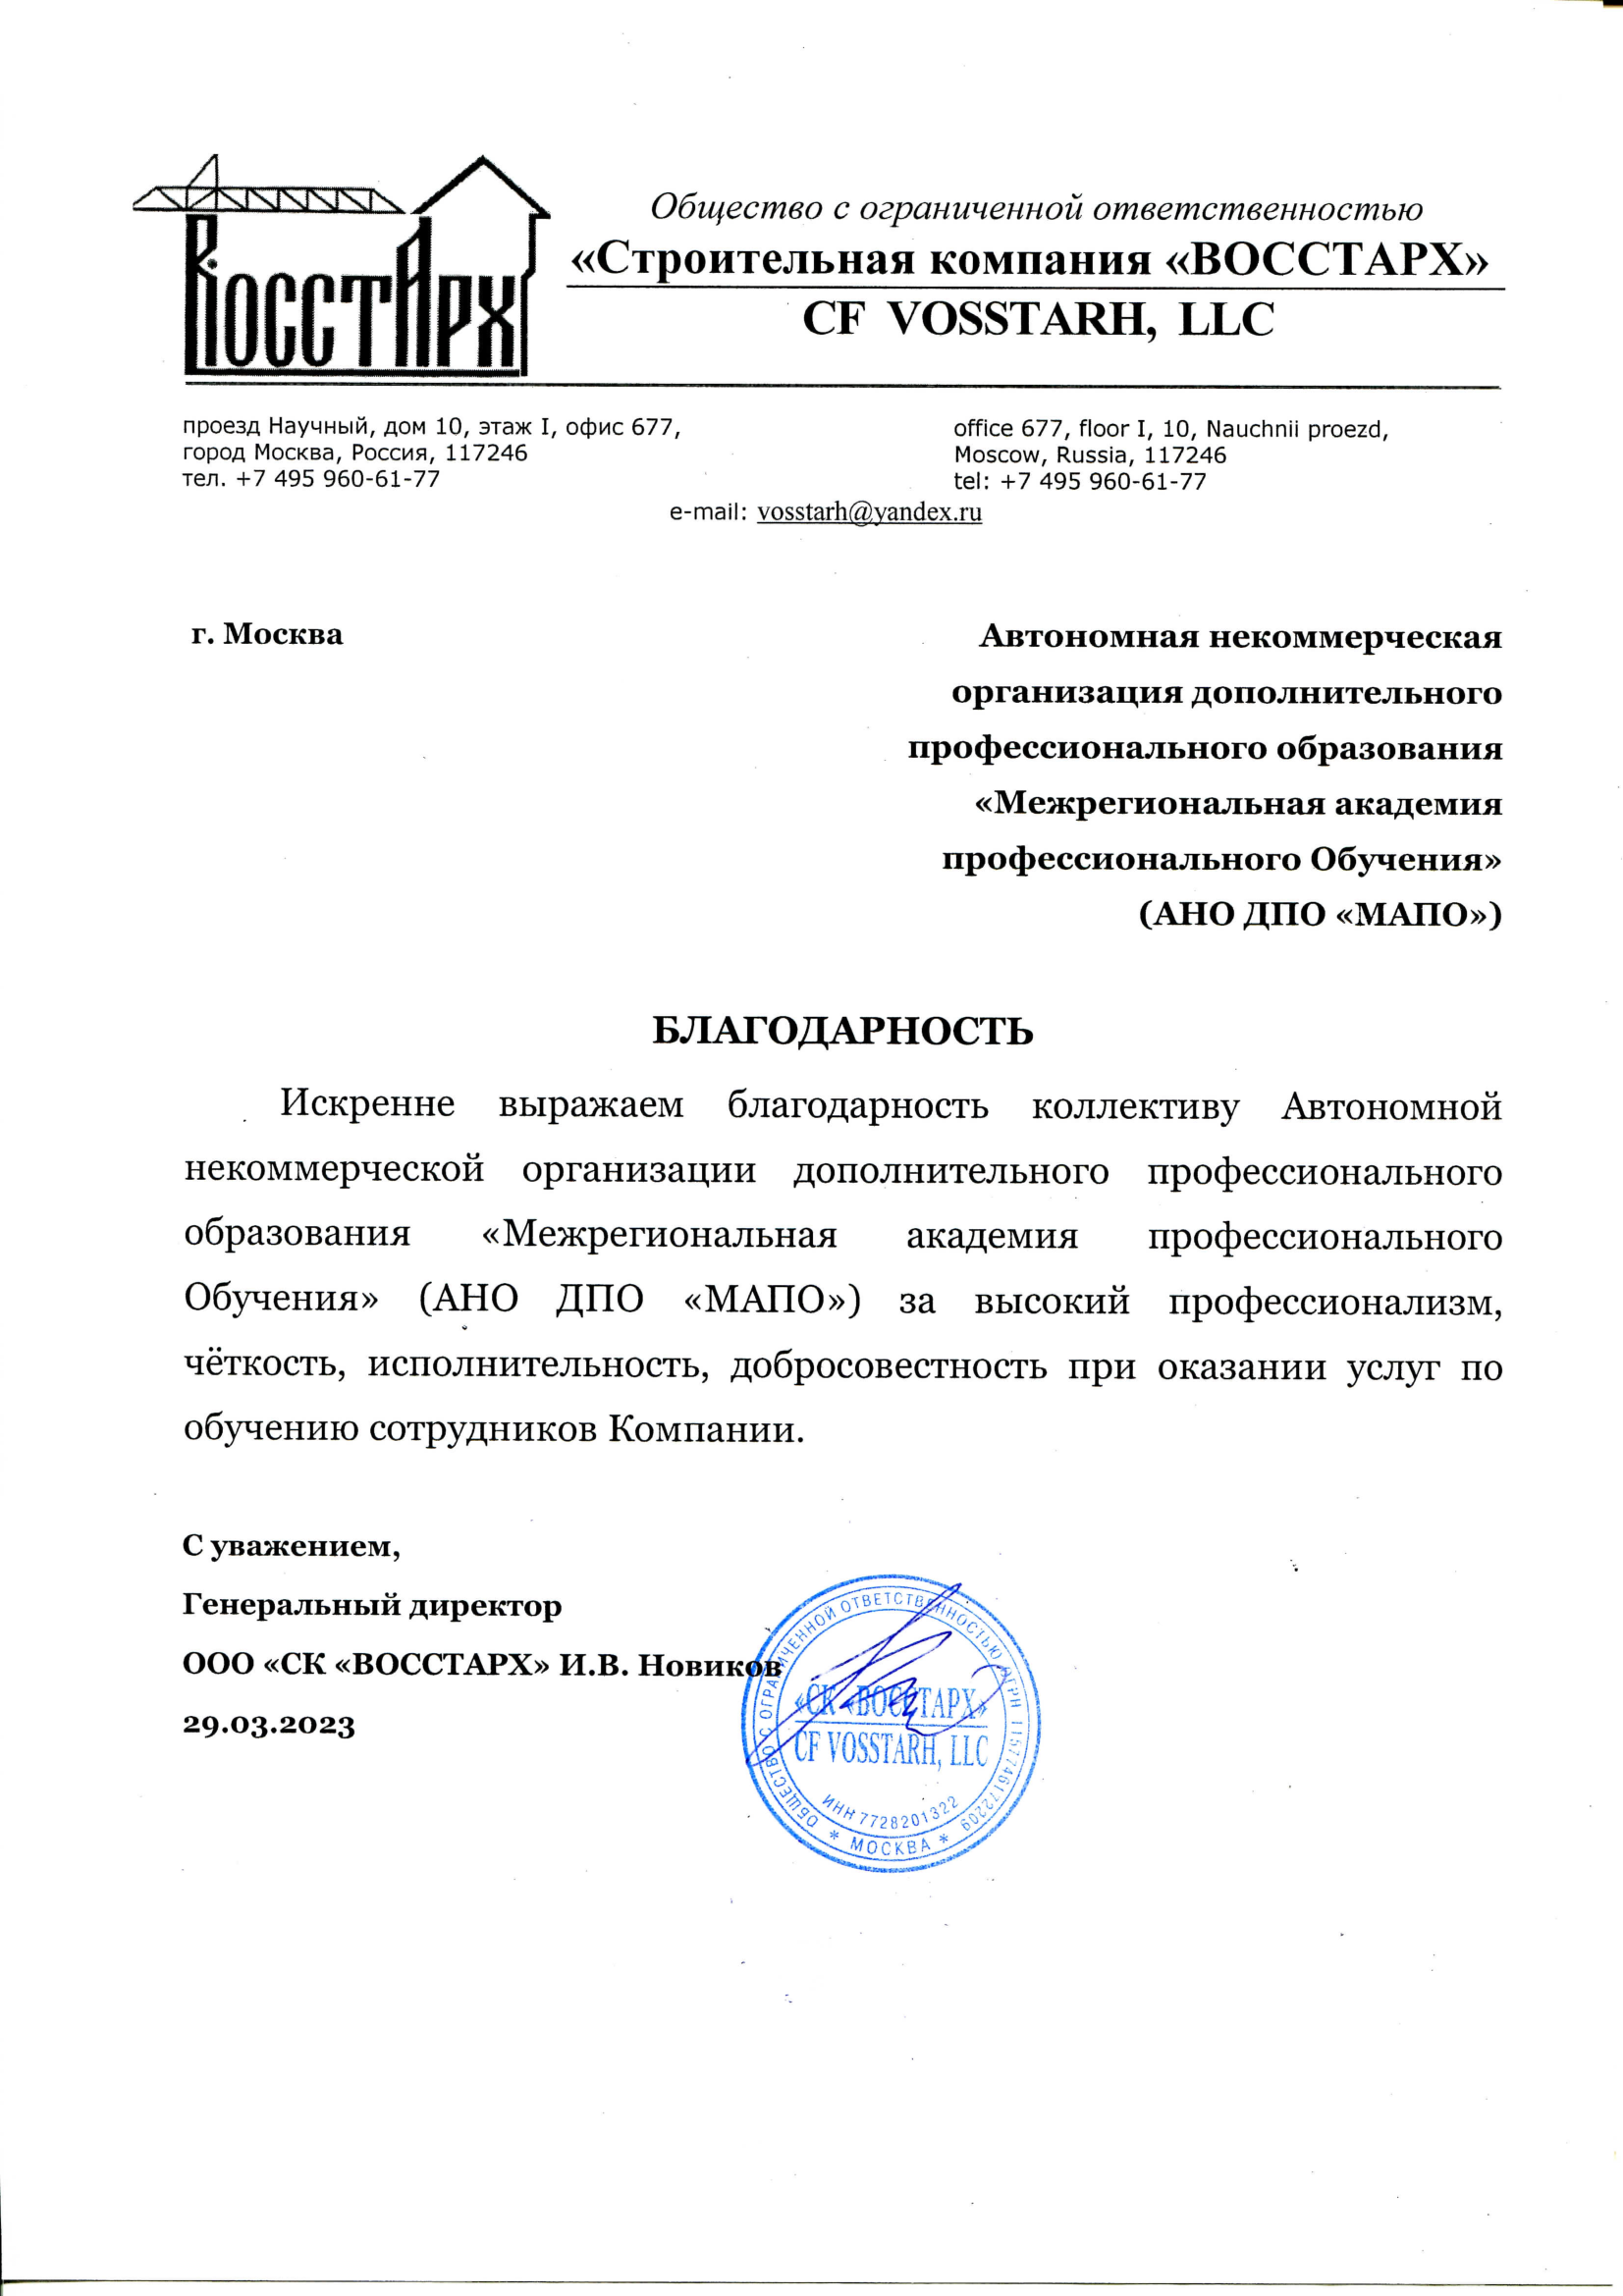 ВОССТАРХ
Общество с ограниченной ответственностью
«Строительная компания «ВОССТАРХ»
CF VOSSTARH, LLC
проезд Научный, дом 10, этаж I, офис 677,
город Москва, Россия, 117246
тел. +7 495 960-61-77
office 677, floor I, 10, Nauchnii proezd,
Moscow, Russia, 117246
tel: +7 495 960-61-77
e-mail: vosstarh@yandex.ru
г. Москва
Автономная некоммерческая
организация дополнительного
профессионального образования
«Межрегиональная академия
профессионального Обучения»
(АНО ДПО «МАПО»)
БЛАГОДАРНОСТЬ
Искренне выражаем благодарность коллективу Автономной
некоммерческой организации дополнительного профессионального
образования «Межрегиональная академия профессионального
Обучения» (АНО ДПО «МАПО») за высокий профессионализм,
чёткость, исполнительность, добросовестность при оказании услуг по
обучению сотрудников Компании.
С уважением,
Генеральный директор
ООО «СК «ВОССТАРХ» И.В. Новиков
29.03.2023
ОБЩЕСТВО С ОГРАНИЧЕННОЙ ОТВЕТСТВЕННОСТЬЮ ОГРН 1157746172209
«СК «ВОССТАРХ»
CF VOSSTARH, LLC
ИНН 7728201322
* МОСКВА *